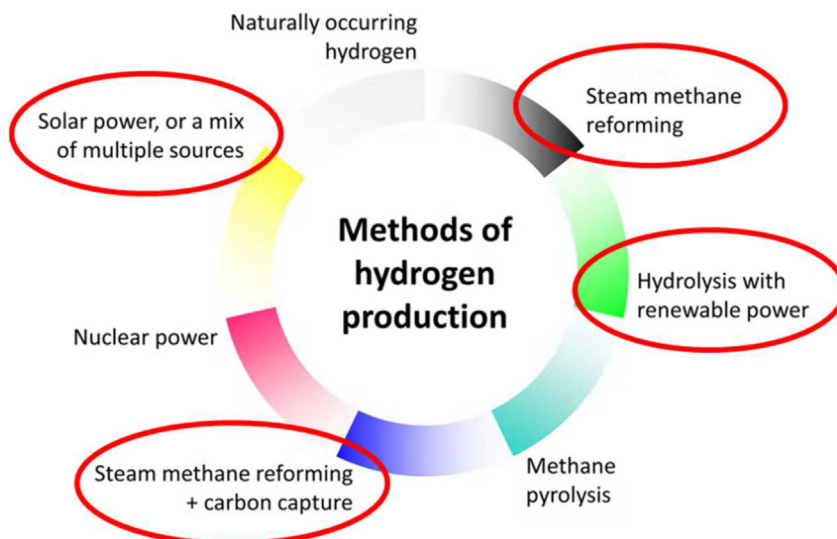 Naturally occurring
hydrogen
Steam methane
reforming
Solar power, or a mix
of multiple sources
Methods of
hydrogen
production
Hydrolysis with
renewable power
Nuclear power
Methane
pyrolysis
Steam methane reforming
+ carbon capture